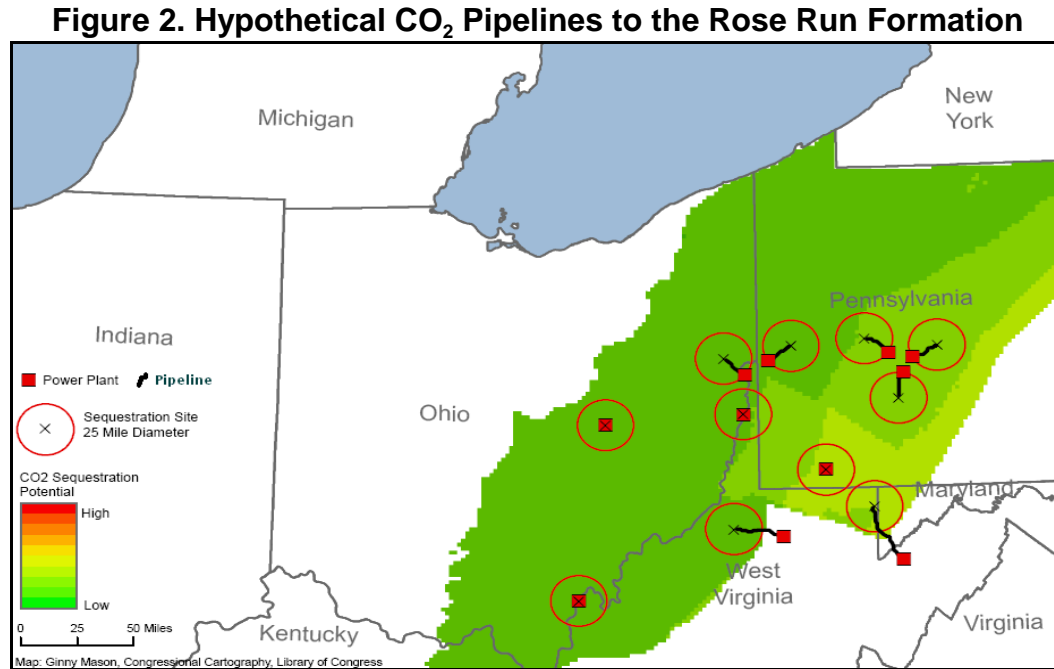 Figure 2. Hypothetical CO₂ Pipelines to the Rose Run Formation
New
York
Michigan
Pennsylvania
Indiana
Power Plant
Pipeline
Ohio
Sequestration Site
25 Mile Diameter
CO2 Sequestration
Potential
High
Low
Maryland
West
Virginia
Virginia
Kentucky
0 25 50 Miles
Map: Ginny Mason, Congressional Cartography, Library of Congress